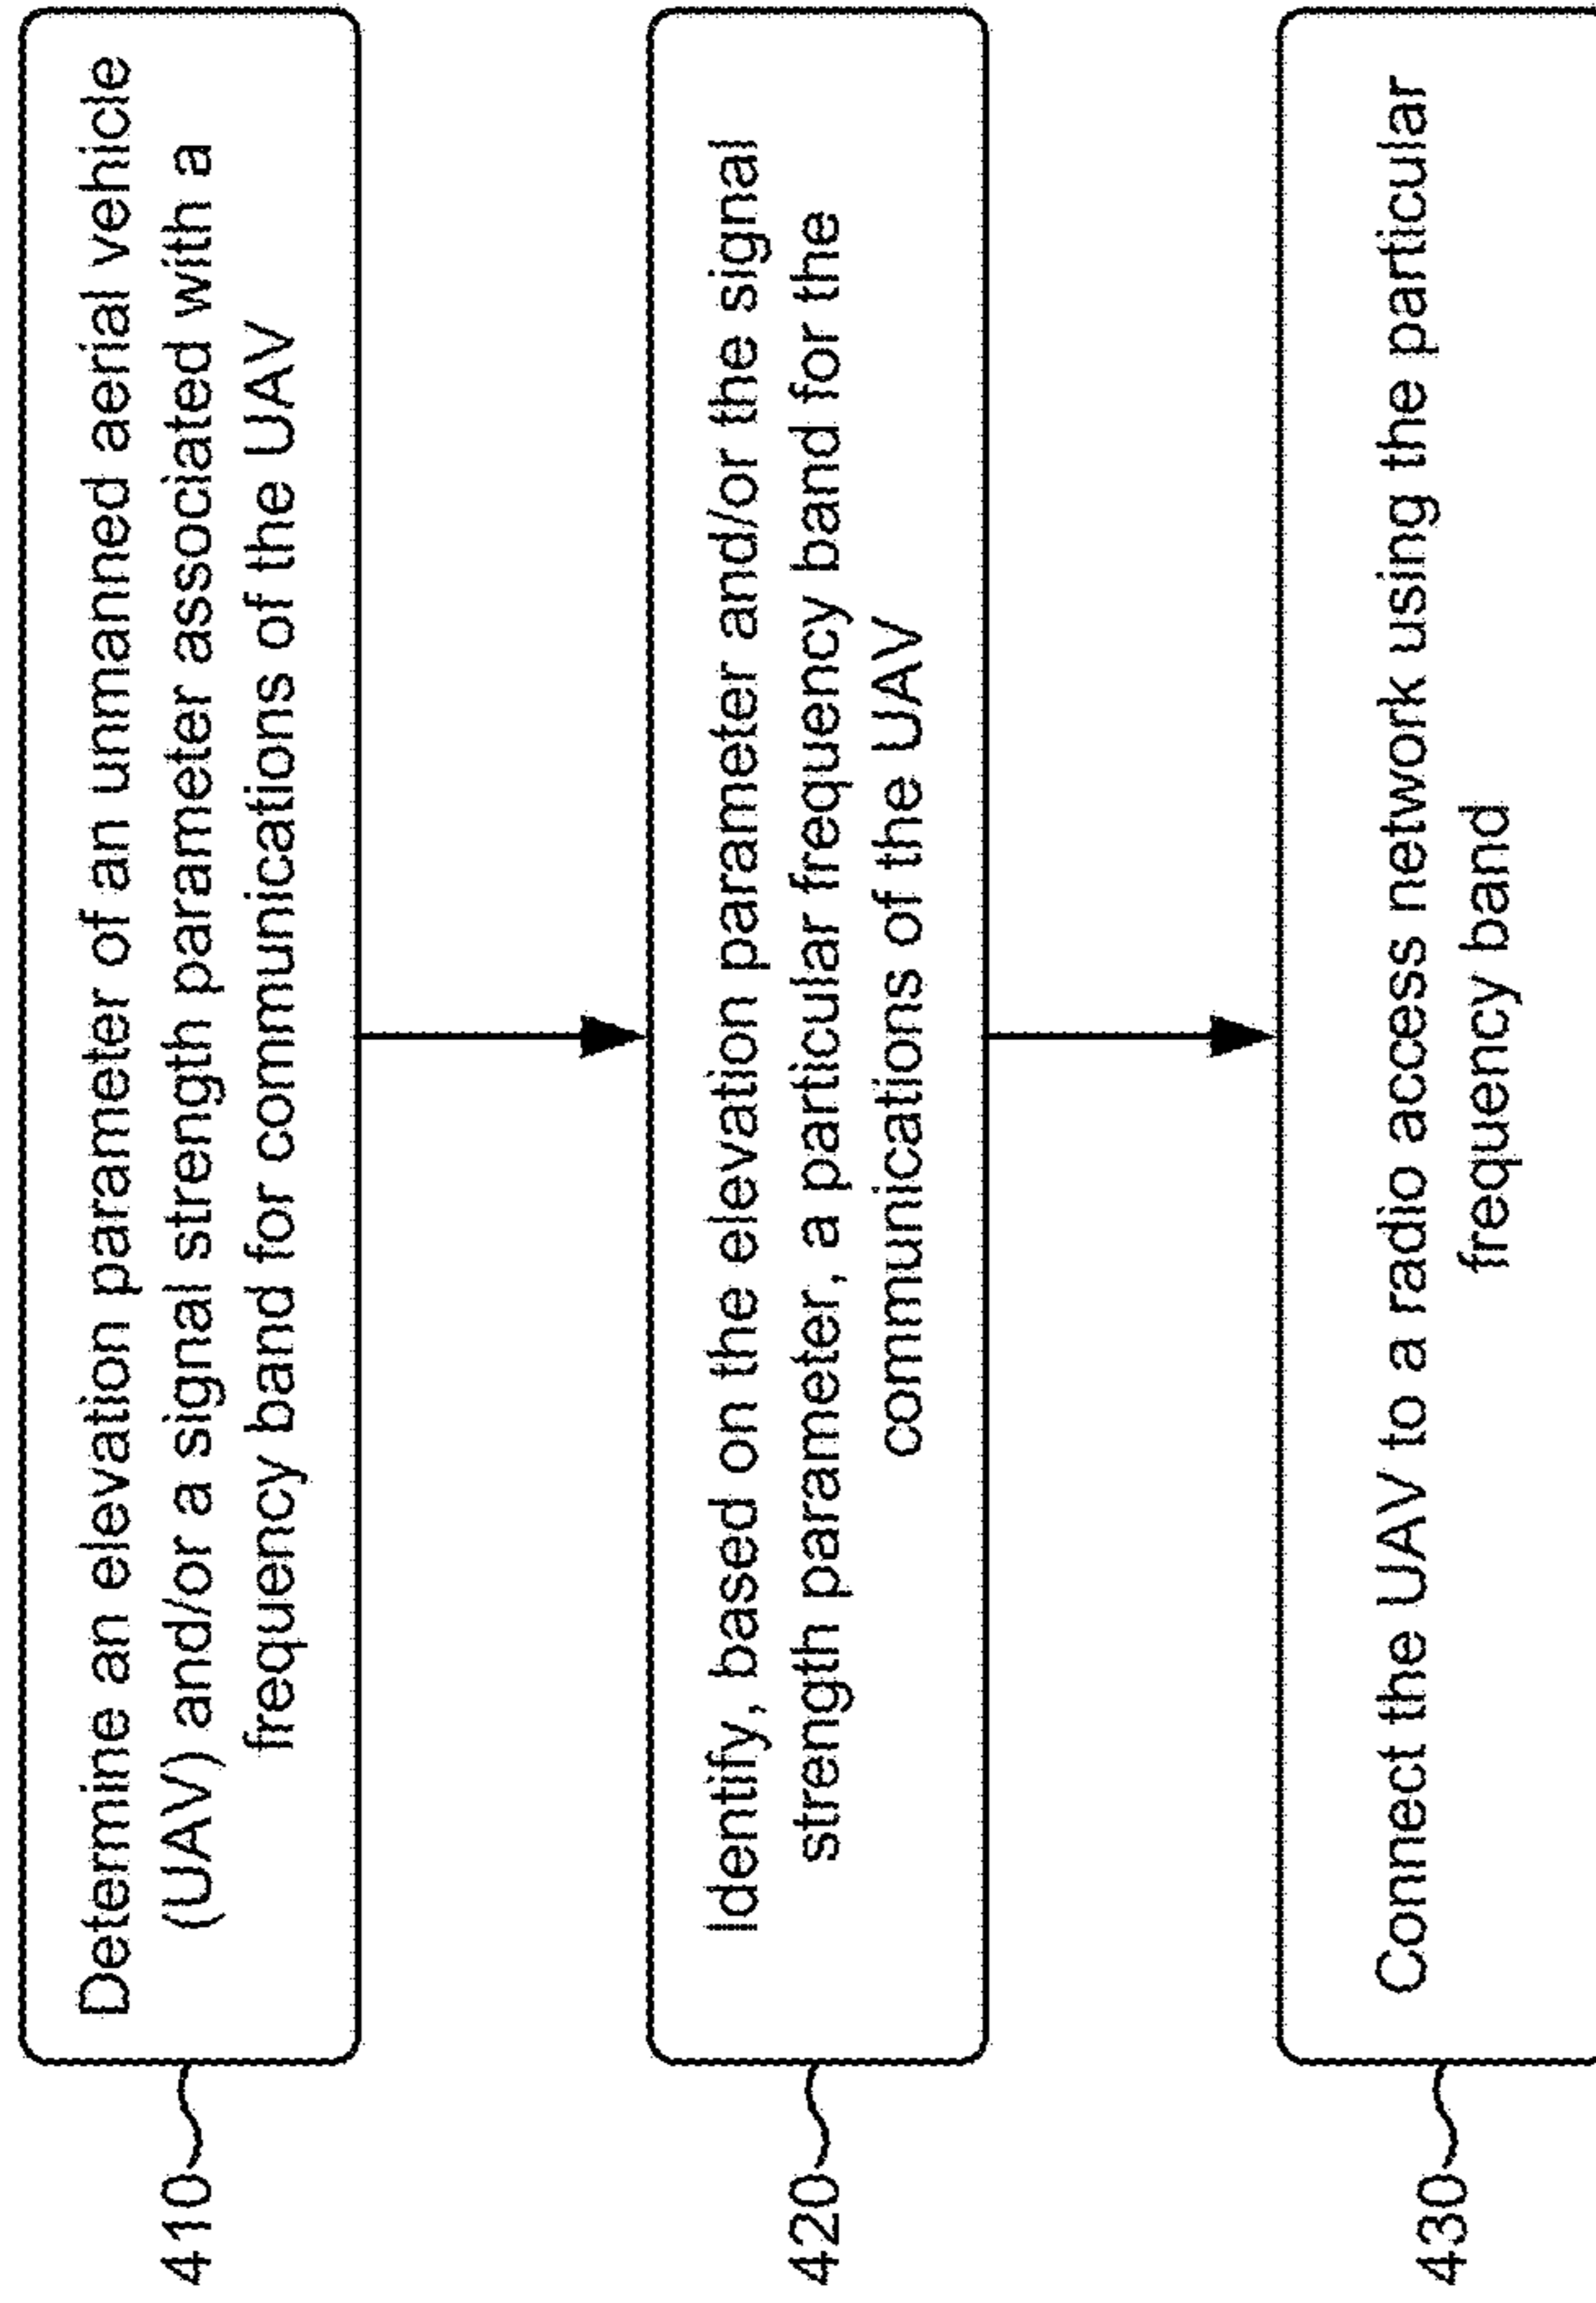 410
Determine an elevation parameter of an unmanned aerial vehicle
(UAV) and/or a signal strength parameter associated with a
frequency band for communications of the UAV
420
Identify, based on the elevation parameter and/or the signal
strength parameter, a particular frequency band for the
communications of the UAV
430
Connect the UAV to a radio access network using the particular
frequency band